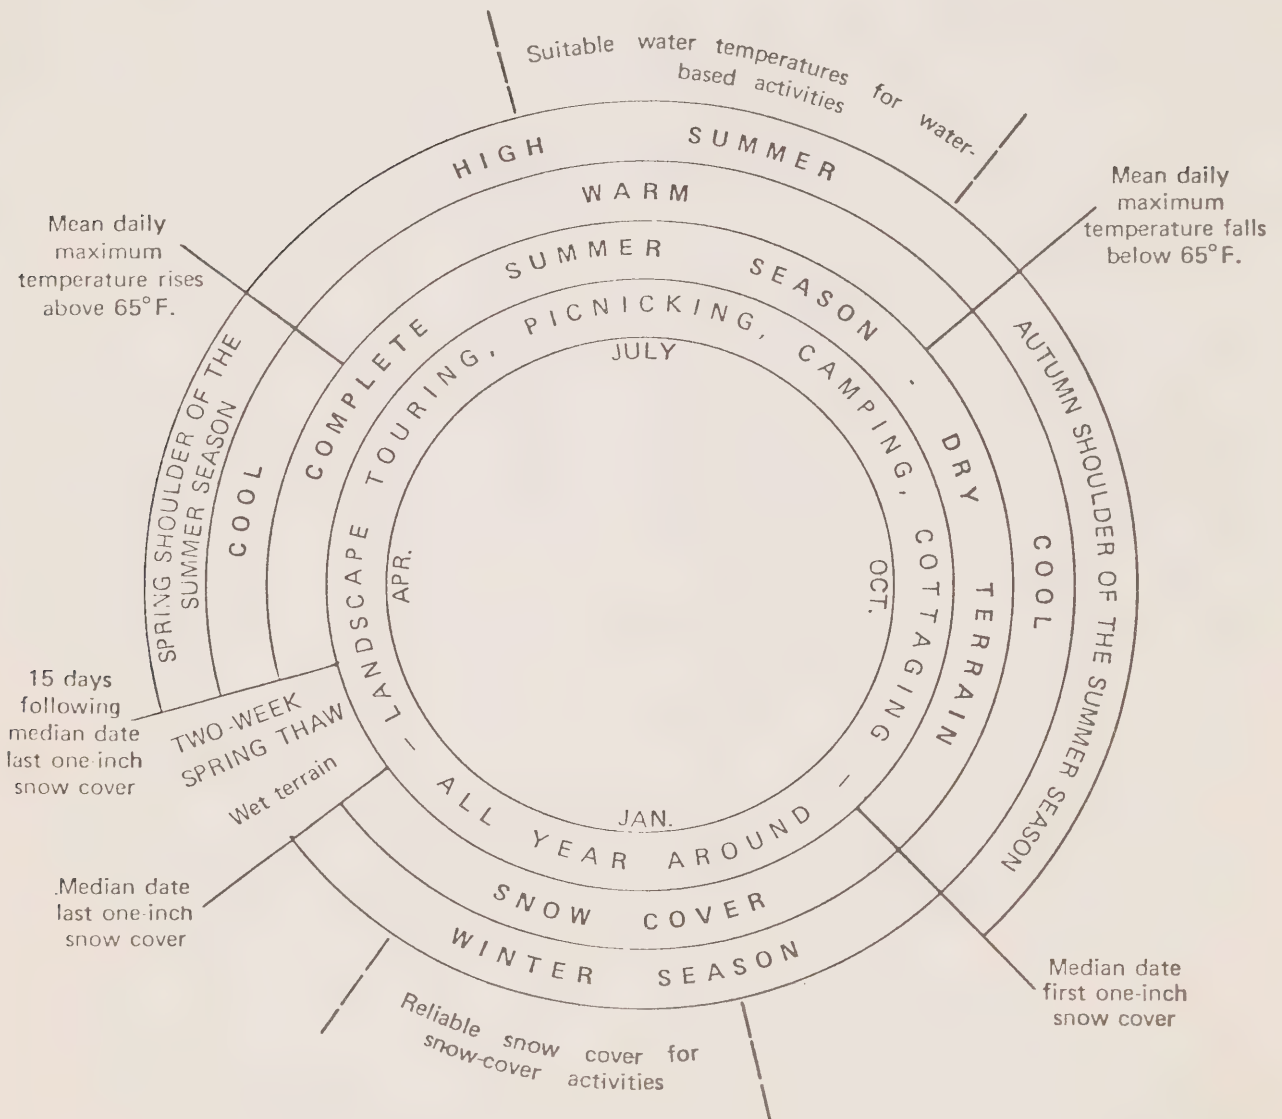 Suitable water temperatures for water-
based activities
HIGH SUMMER
WARM
COMPLETE SUMMER SEASON - DRY TERRAIN
LANDSCAPE TOURING, PICNICKING, CAMPING, COTTAGING
- ALL YEAR AROUND -
JULY
OCT.
JAN.
APR.
Mean daily
maximum
temperature rises
above 65°F.
Mean daily
maximum
temperature falls
below 65°F.
SPRING SHOULDER OF THE
SUMMER SEASON
COOL
COOL
AUTUMN SHOULDER OF THE SUMMER SEASON
15 days
following
median date
last one-inch
snow cover
TWO-WEEK
SPRING THAW
Wet terrain
Median date
last one-inch
snow cover
SNOW COVER
WINTER SEASON
Reliable snow cover for
snow-cover activities
Median date
first one-inch
snow cover